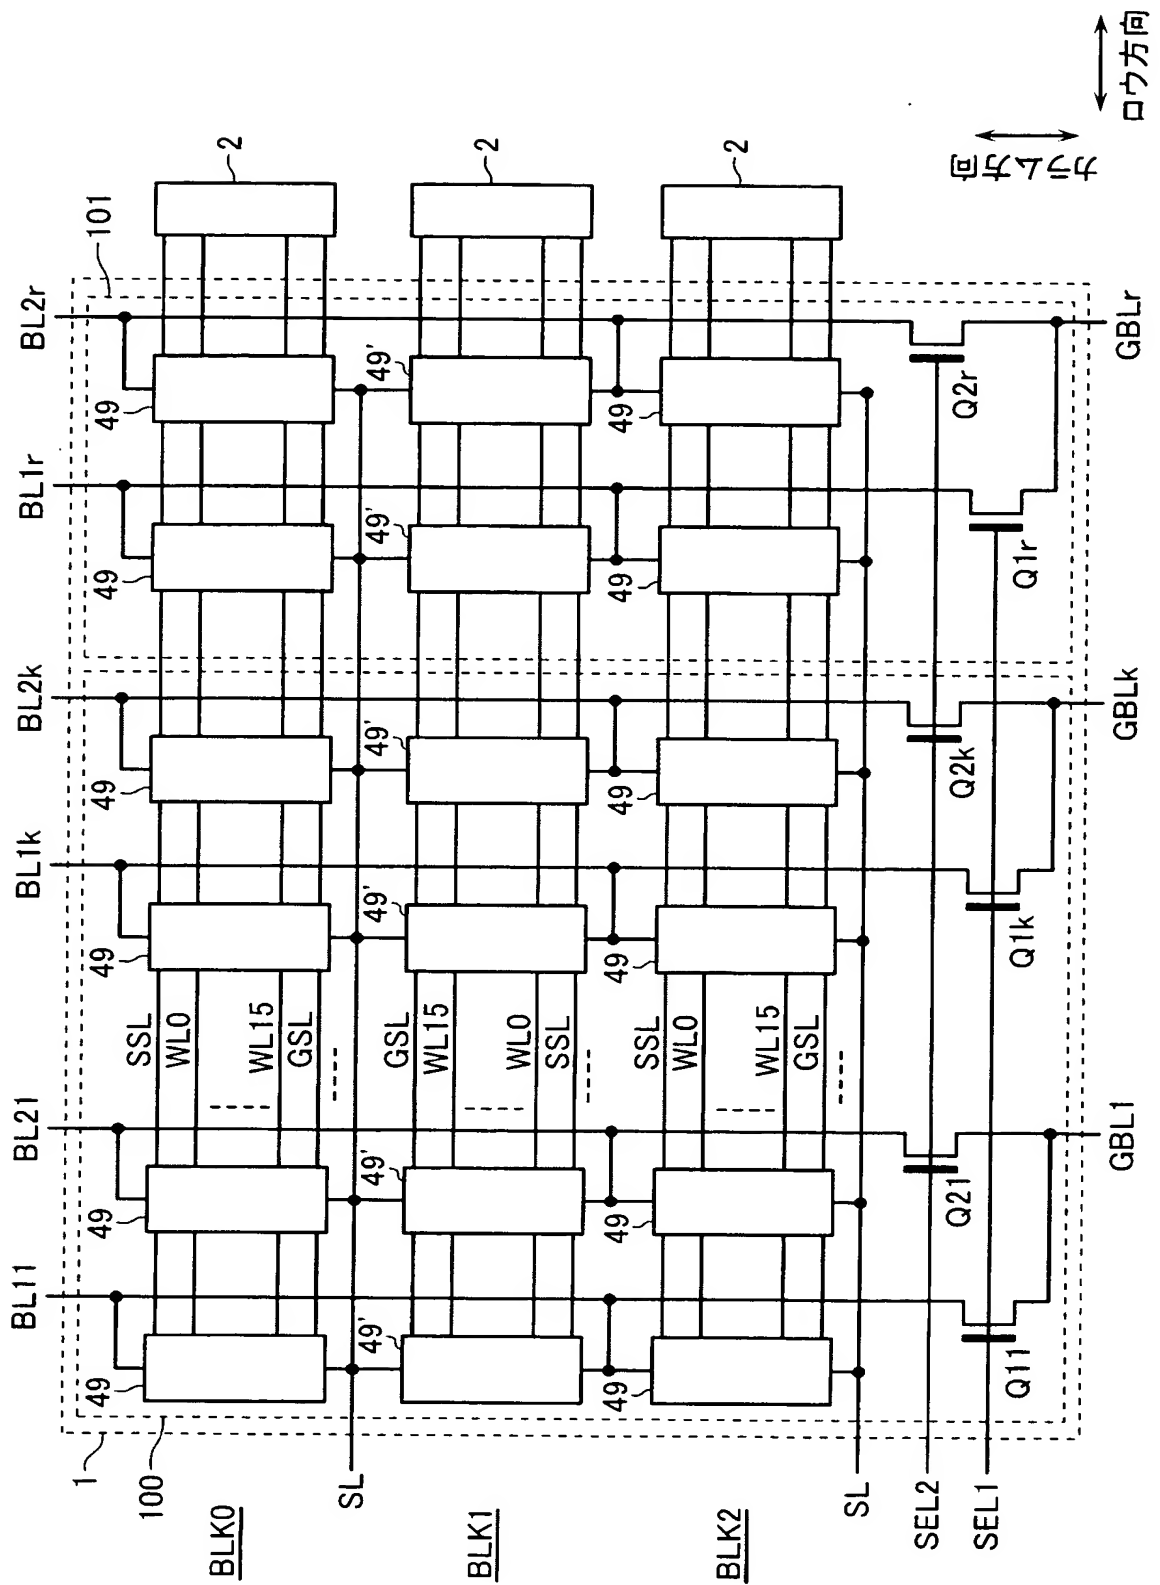 BL11
BL21
BL1k
BL2k
BL1r
BL2r
1
100
101
BLK0
49
49
49
49
49
49
2
SSL
WL0
WL15
GSL
SL
BLK1
49'
49'
49'
49'
49'
49'
2
GSL
WL15
WL0
SSL
BLK2
49
49
49
49
49
49
2
SSL
WL0
WL15
GSL
SL
SEL2
Q21
Q2k
Q2r
SEL1
Q11
Q1k
Q1r
GBL1
GBLk
GBLr
カラム方向
ロウ方向